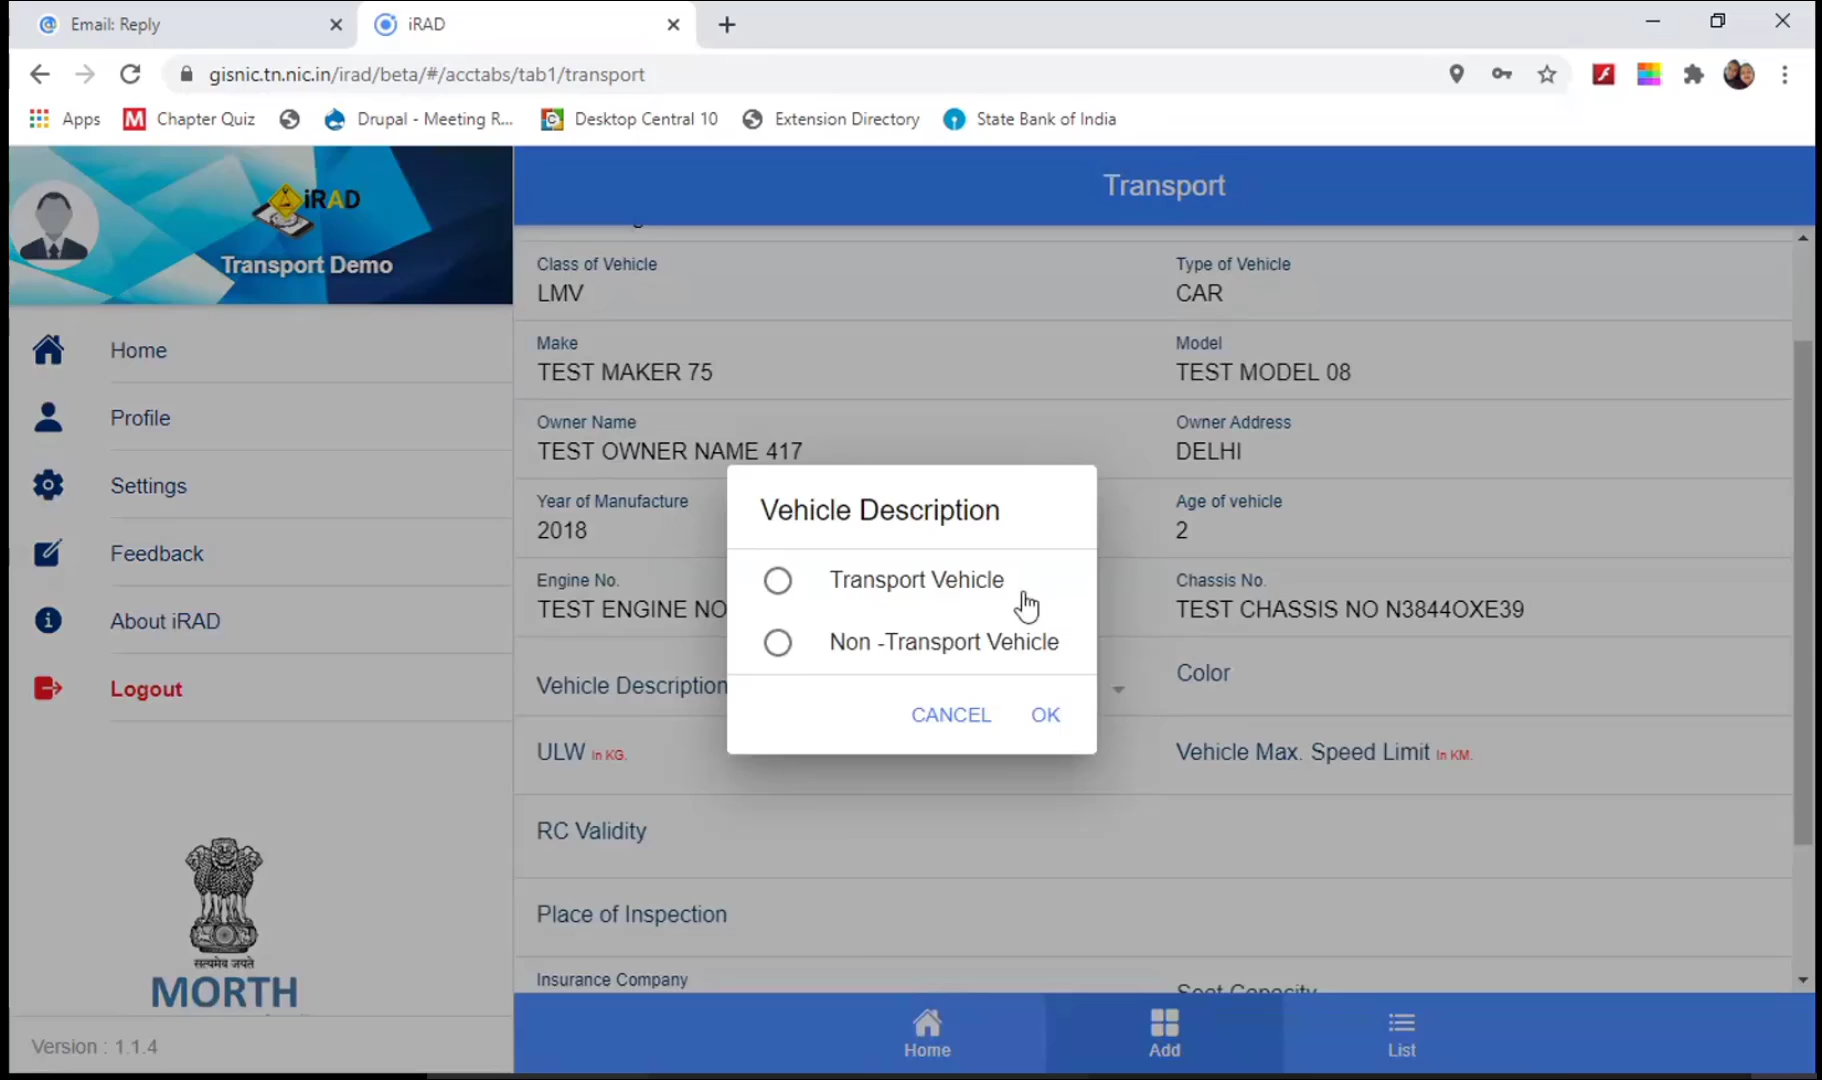 Email: Reply
iRAD
gisnic.tn.nic.in/irad/beta/#/acctabs/tab1/transport
Apps
Chapter Quiz
Drupal - Meeting R...
Desktop Central 10
Extension Directory
State Bank of India
iRAD
Transport Demo
Home
Profile
Settings
Feedback
About iRAD
Logout
सत्यमेव जयते
MORTH
Version : 1.1.4
Transport
Class of Vehicle
LMV
Type of Vehicle
CAR
Make
TEST MAKER 75
Model
TEST MODEL 08
Owner Name
TEST OWNER NAME 417
Owner Address
DELHI
Year of Manufacture
2018
Age of vehicle
2
Engine No.
TEST ENGINE NO
Chassis No.
TEST CHASSIS NO N3844OXE39
Vehicle Description
Color
ULW In KG.
Vehicle Max. Speed Limit In KM.
RC Validity
Place of Inspection
Insurance Company
Seat Capacity
Vehicle Description
Transport Vehicle
Non -Transport Vehicle
CANCEL OK
Home
Add
List